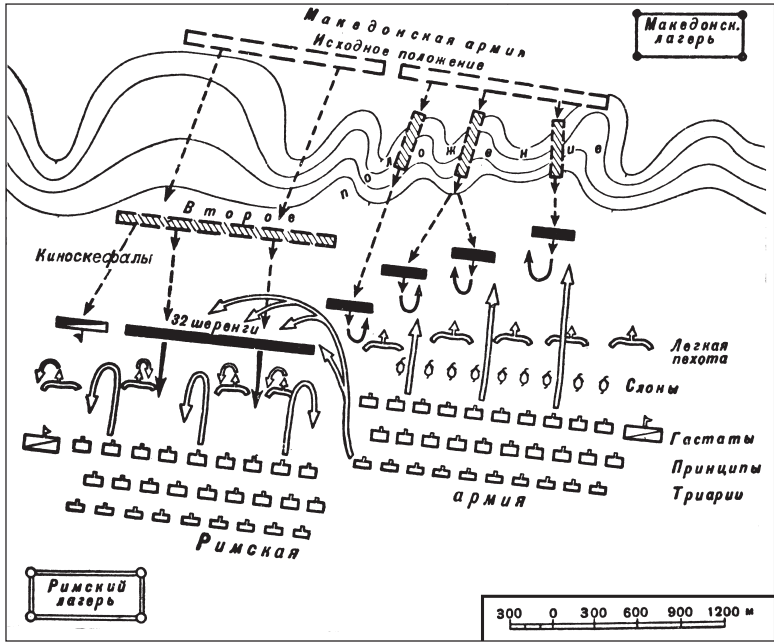 Македонская армия
Исходное положение
Македонск.
лагерь
положение
Второе
Киноскефалы
32 шеренги
Легкая
пехота
Слоны
Гастаты
Принципы
Триарии
армия
Римская
Римский
лагерь
300 0 300 600 900 1200 м